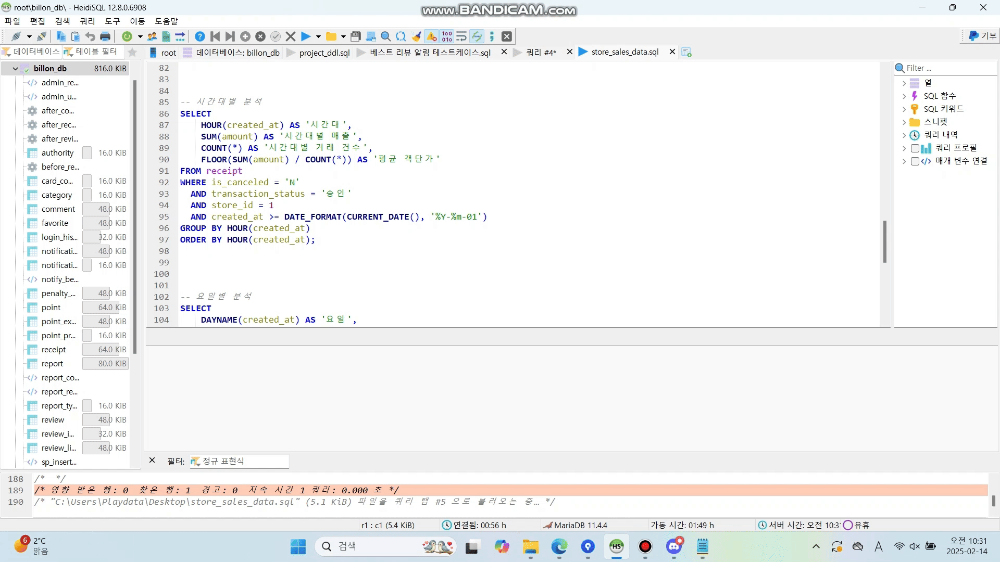 root\billon_db\ - HeidiSQL 12.8.0.6908
www.BANDICAM.com
파일 편집 검색 쿼리 도구 이동 도움말
기부
데이터베이스 테이블 필터
root 데이터베이스: billon_db project_ddl.sql 베스트 리뷰 알림 테스트케이스.sql 쿼리 #4* store_sales_data.sql
billon_db 816.0 KiB
admin_re...
admin_u...
after_co...
after_rec...
after_revi...
authority 16.0 KiB
before_re...
card_co... 16.0 KiB
category 16.0 KiB
comment 48.0 KiB
favorite 48.0 KiB
login_his... 32.0 KiB
notificati... 48.0 KiB
notificati... 16.0 KiB
notify_be...
penalty_... 48.0 KiB
point 64.0 KiB
point_ex... 48.0 KiB
point_pr... 16.0 KiB
receipt 64.0 KiB
report 80.0 KiB
report_co...
report_re...
report_ty... 16.0 KiB
review 48.0 KiB
review_i... 32.0 KiB
review_li... 48.0 KiB
sp_insert...
82
83
84
85 -- 시간대별 분석
86 SELECT
87 HOUR(created_at) AS '시간대',
88 SUM(amount) AS '시간대별 매출',
89 COUNT(*) AS '시간대별 거래 건수',
90 FLOOR(SUM(amount) / COUNT(*)) AS '평균 객단가'
91 FROM receipt
92 WHERE is_canceled = 'N'
93 AND transaction_status = '승인'
94 AND store_id = 1
95 AND created_at >= DATE_FORMAT(CURRENT_DATE(), '%Y-%m-01')
96 GROUP BY HOUR(created_at)
97 ORDER BY HOUR(created_at);
98
99
100
101
102 -- 요일별 분석
103 SELECT
104 DAYNAME(created_at) AS '요일',
Filter ...
열
SQL 함수
SQL 키워드
스니펫
쿼리 내역
쿼리 프로필
매개 변수 연결
필터: 정규 표현식
188 /* */
189 /* 영향 받은 행: 0 찾은 행: 1 경고: 0 지속 시간 1 쿼리: 0.000 초 */
190 /* "C:\Users\Playdata\Desktop\store_sales_data.sql" (5.1 KiB) 파일을 쿼리 탭 #5 으로 불러오는 중… */
r1 : c1 (5.4 KiB) 연결됨: 00:56 h MariaDB 11.4.4 가동 시간: 01:49 h 서버 시간: 오전 10:31 유휴
6 2°C
맑음
검색
HS
A
오전 10:31
2025-02-14